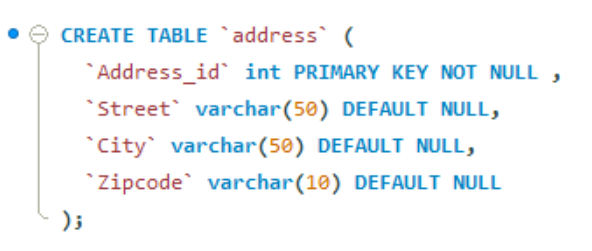 CREATE TABLE `address` (
`Address_id` int PRIMARY KEY NOT NULL ,
`Street` varchar(50) DEFAULT NULL,
`City` varchar(50) DEFAULT NULL,
`Zipcode` varchar(10) DEFAULT NULL
);